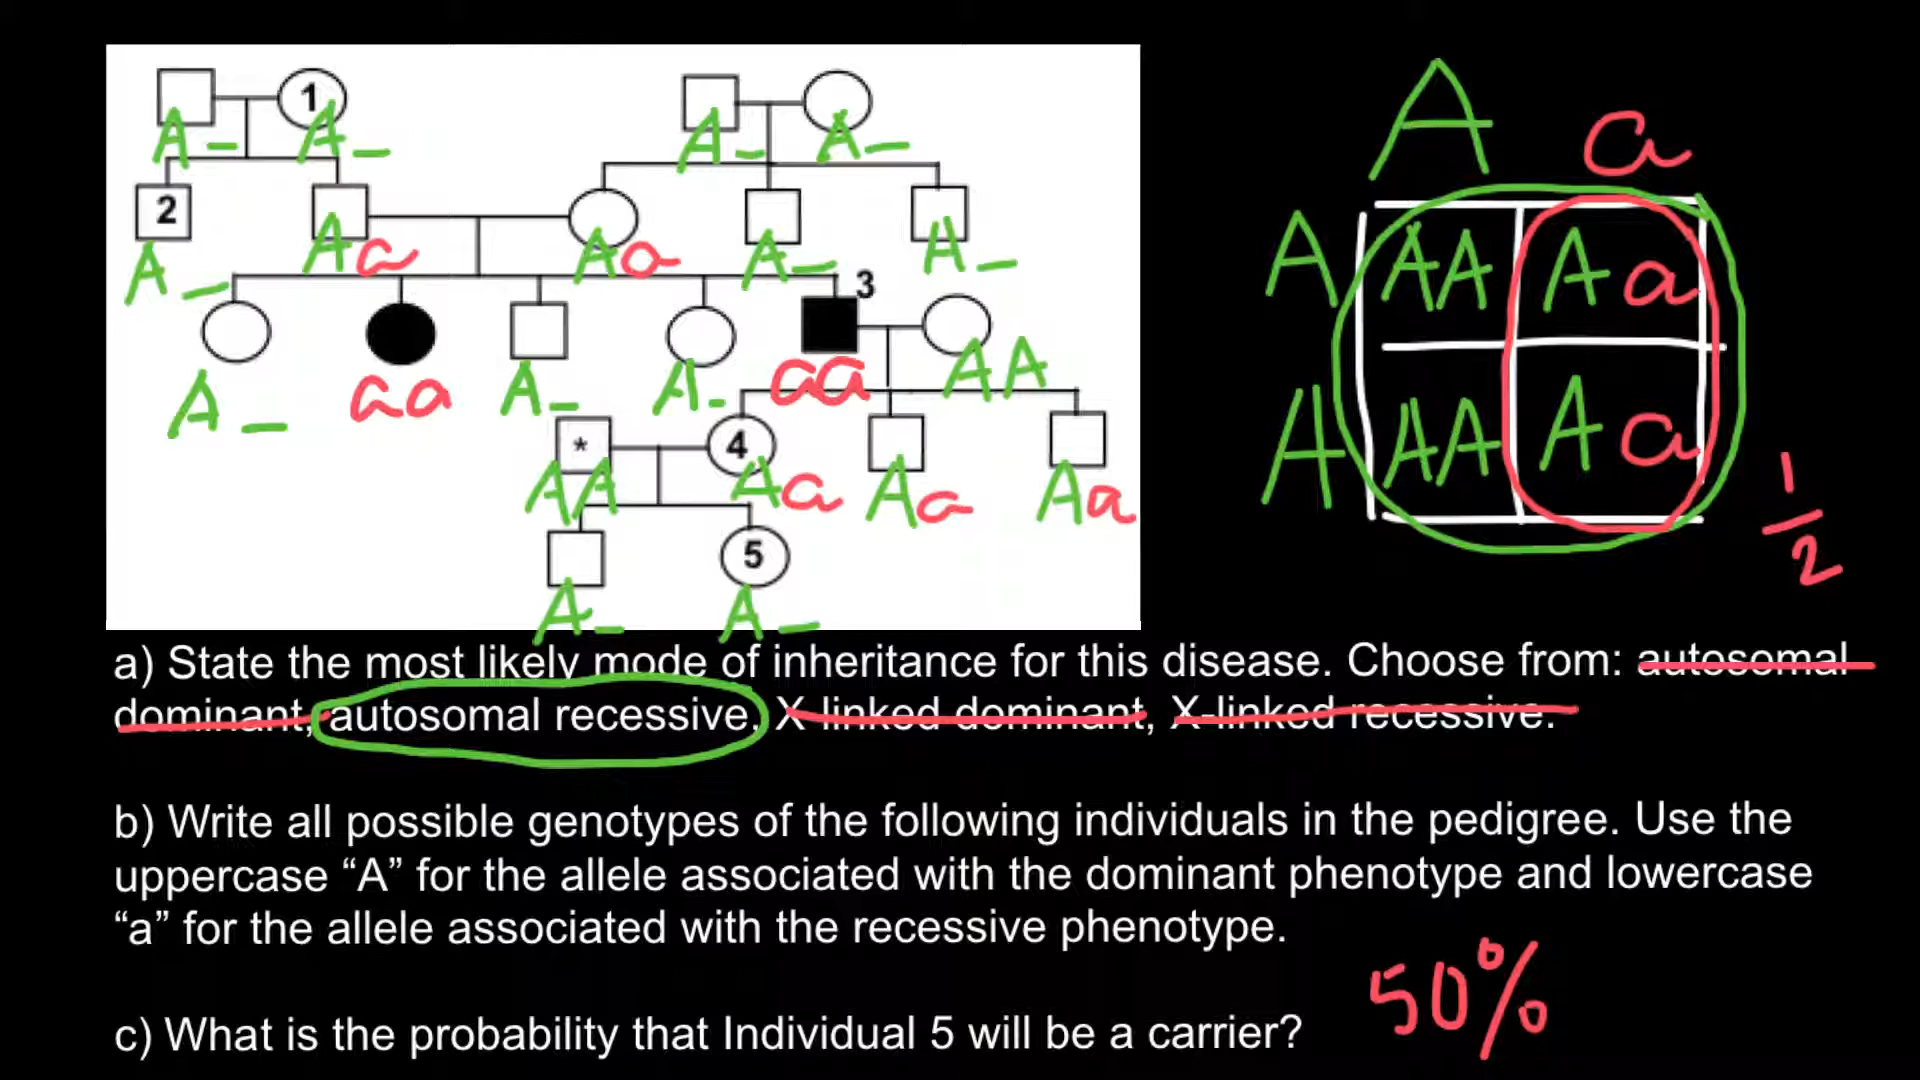 A a
1
A_ A_ A_ A_
2
A_ Aa Aa A_ A_
A AA Aa
3
A_ aa A_ A_ aa AA
A AA Aa
* 4
AA Aa Aa Aa
1/2
5
A_ A_
a) State the most likely mode of inheritance for this disease. Choose from: autosomal
dominant, autosomal recessive, X-linked dominant, X-linked recessive.
b) Write all possible genotypes of the following individuals in the pedigree. Use the
uppercase “A” for the allele associated with the dominant phenotype and lowercase
“a” for the allele associated with the recessive phenotype.
50%
c) What is the probability that Individual 5 will be a carrier?